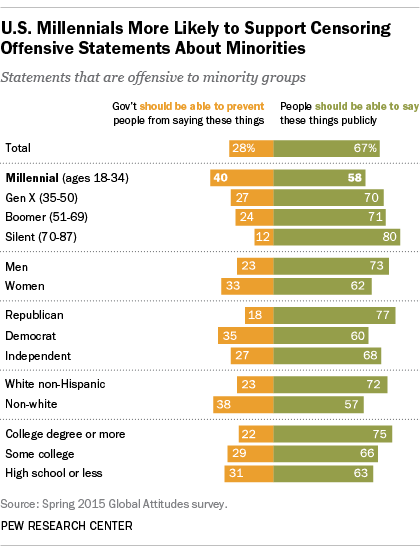 U.S. Millennials More Likely to Support Censoring
Offensive Statements About Minorities
Statements that are offensive to minority groups
Gov't should be able to prevent people from saying these things
People should be able to say these things publicly
Total 28% 67%
Millennial (ages 18-34) 40 58
Gen X (35-50) 27 70
Boomer (51-69) 24 71
Silent (70-87) 12 80
Men 23 73
Women 33 62
Republican 18 77
Democrat 35 60
Independent 27 68
White non-Hispanic 23 72
Non-white 38 57
College degree or more 22 75
Some college 29 66
High school or less 31 63
Source: Spring 2015 Global Attitudes survey.
PEW RESEARCH CENTER